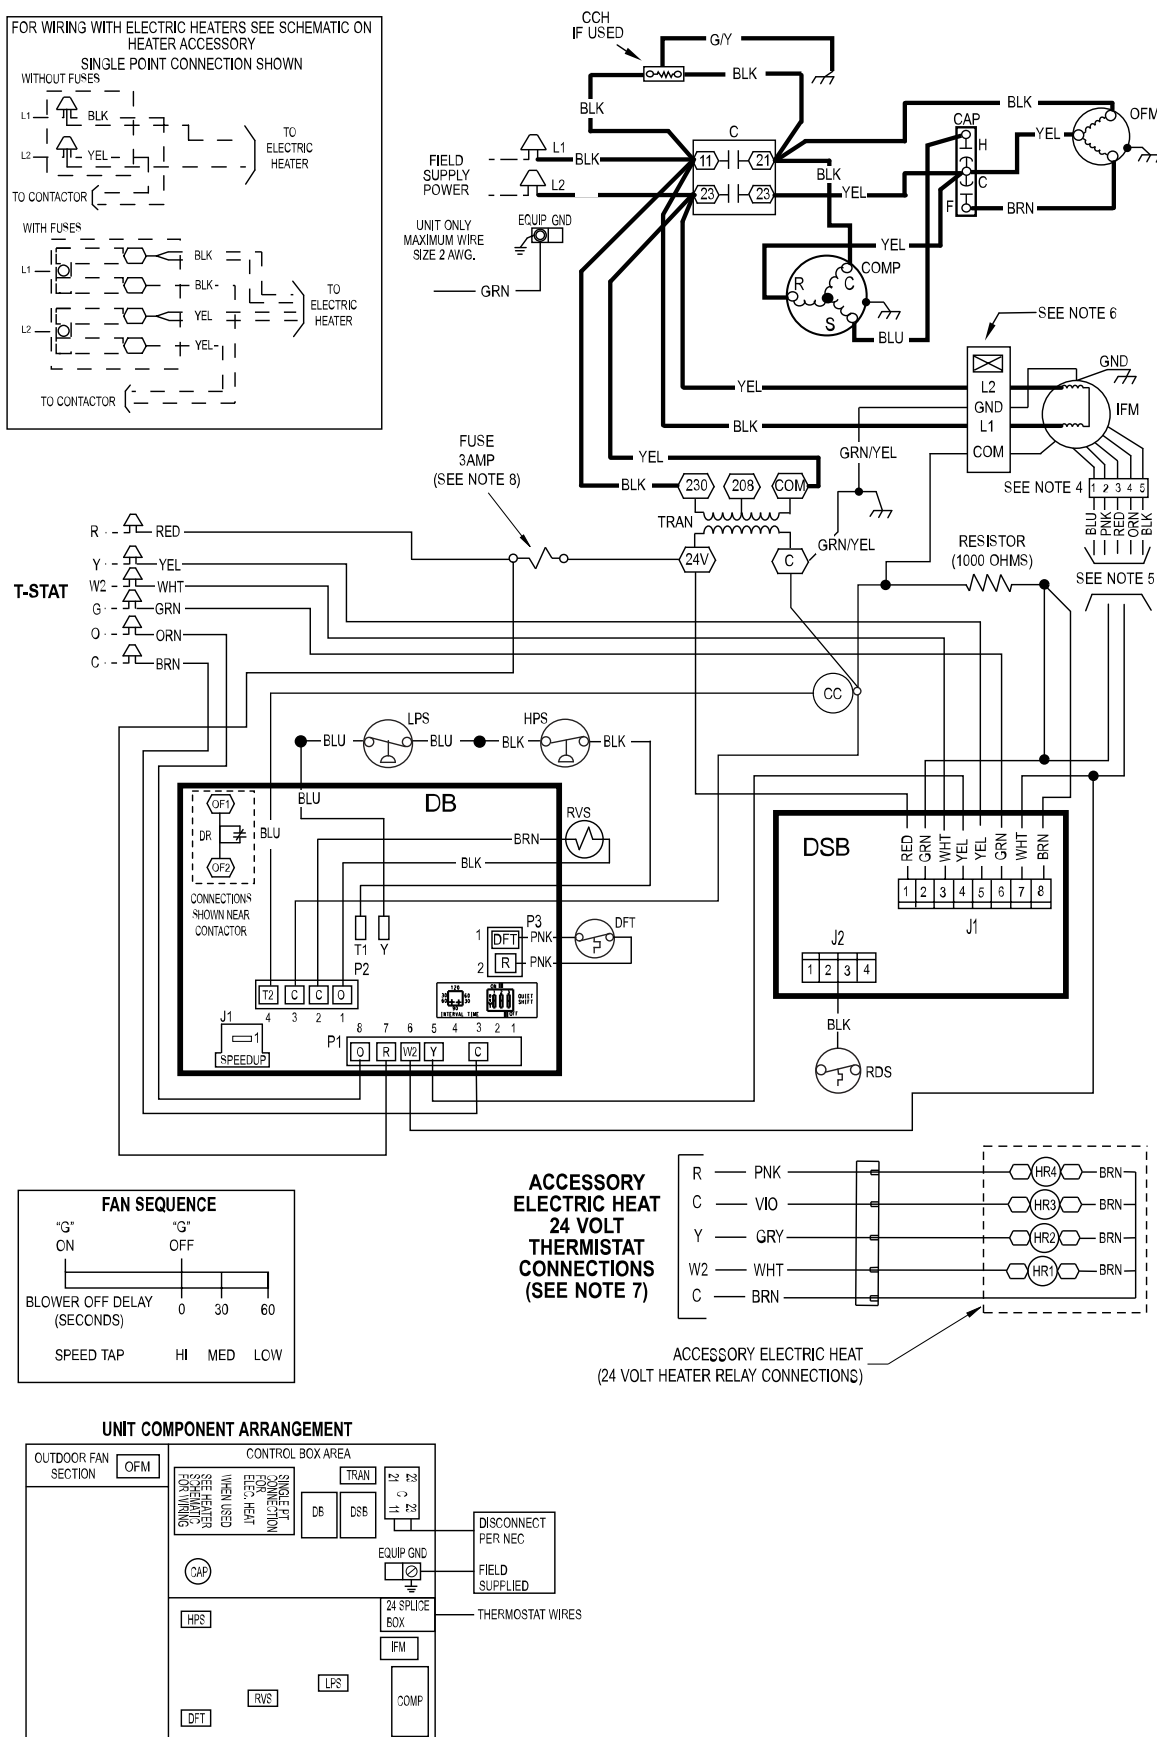 FOR WIRING WITH ELECTRIC HEATERS SEE SCHEMATIC ON
HEATER ACCESSORY
SINGLE POINT CONNECTION SHOWN
WITHOUT FUSES
L1
BLK
L2
YEL
TO
ELECTRIC
HEATER
TO CONTACTOR
WITH FUSES
L1
BLK
BLK
L2
YEL
YEL
TO
ELECTRIC
HEATER
TO CONTACTOR
CCH
IF USED
G/Y
BLK
BLK
FIELD
SUPPLY
POWER
L1
BLK
L2
C
11
21
23
23
BLK
YEL
BLK
CAP
H
C
F
YEL
BRN
OFM
UNIT ONLY
MAXIMUM WIRE
SIZE 2 AWG.
EQUIP GND
GRN
YEL
COMP
R
C
S
BLU
SEE NOTE 6
L2
GND
L1
COM
GND
IFM
YEL
BLK
GRN/YEL
SEE NOTE 4
1 2 3 4 5
BLU
PNK
RED
ORN
BLK
SEE NOTE 5
FUSE
3AMP
(SEE NOTE 8)
YEL
BLK
230
208
COM
TRAN
24V
C
GRN/YEL
RESISTOR
(1000 OHMS)
T-STAT
R
RED
Y
YEL
W2
WHT
G
GRN
O
ORN
C
BRN
CC
LPS
HPS
BLU
BLU
BLK
BLK
BLU
DB
OF1
DR
OF2
BLU
CONNECTIONS
SHOWN NEAR
CONTACTOR
RVS
BRN
BLK
T1
Y
P2
T2
C
C
O
4 3 2 1
P3
1
DFT
PNK
2
R
PNK
DFT
120
30
60
60
30
90
INTERVAL TIME
ON
OFF
QUIET
SHIFT
J1
1
SPEEDUP
P1
8 7 6 5 4 3 2 1
O
R
W2
Y
C
DSB
RED
GRN
WHT
YEL
YEL
GRN
WHT
BRN
1 2 3 4 5 6 7 8
J1
J2
1 2 3 4
BLK
RDS
ACCESSORY
ELECTRIC HEAT
24 VOLT
THERMISTAT
CONNECTIONS
(SEE NOTE 7)
R
PNK
HR4
BRN
C
VIO
HR3
BRN
Y
GRY
HR2
BRN
W2
WHT
HR1
BRN
C
BRN
ACCESSORY ELECTRIC HEAT
(24 VOLT HEATER RELAY CONNECTIONS)
FAN SEQUENCE
"G"
ON
"G"
OFF
BLOWER OFF DELAY
(SECONDS)
0
30
60
SPEED TAP
HI
MED
LOW
UNIT COMPONENT ARRANGEMENT
OUTDOOR FAN
SECTION
OFM
CONTROL BOX AREA
SINGLE PT
CONNECTION
FOR
ELEC. HEAT
WHEN USED
SEE HEATER
SCHEMATIC
FOR WIRING
DB
DSB
TRAN
21
23
C
11
23
DISCONNECT
PER NEC
FIELD
SUPPLIED
EQUIP GND
CAP
24 SPLICE
BOX
THERMOSTAT WIRES
HPS
IFM
LPS
RVS
COMP
DFT